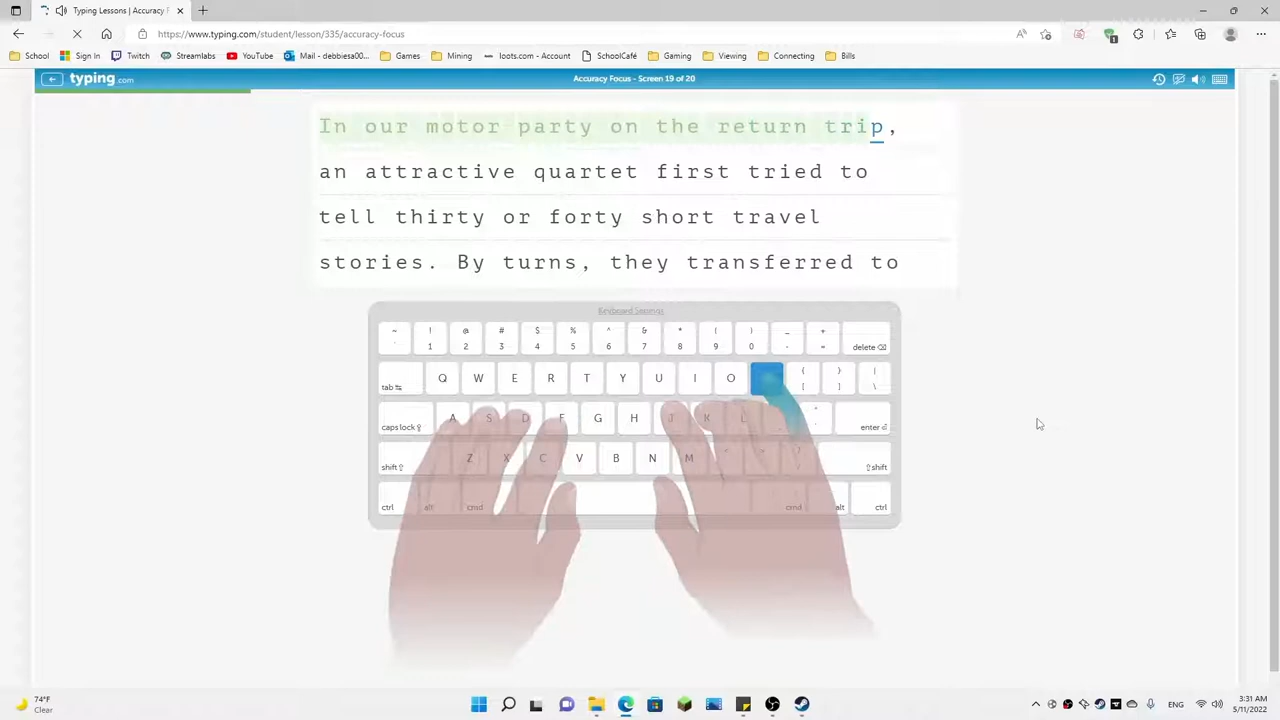 Typing Lessons | Accuracy F
https://www.typing.com/student/lesson/335/accuracy-focus
School Sign In Twitch Streamlabs YouTube Mail - debbiesa00... Games Mining loots.com - Account SchoolCafé Gaming Viewing Connecting Bills
typing.com Accuracy Focus - Screen 19 of 20
In our motor party on the return trip,
an attractive quartet first tried to
tell thirty or forty short travel
stories. By turns, they transferred to
Keyboard Settings
~ ! @ # $ % ^ & * ( ) _ +
` 1 2 3 4 5 6 7 8 9 0 - = delete
tab Q W E R T Y U I O { } |
[ ] \
caps lock A S D F G H J K L " enter
shift Z X C V B N M < > ? shift
ctrl alt cmd cmd alt ctrl
74°F
Clear
ENG
3:31 AM
5/11/2022